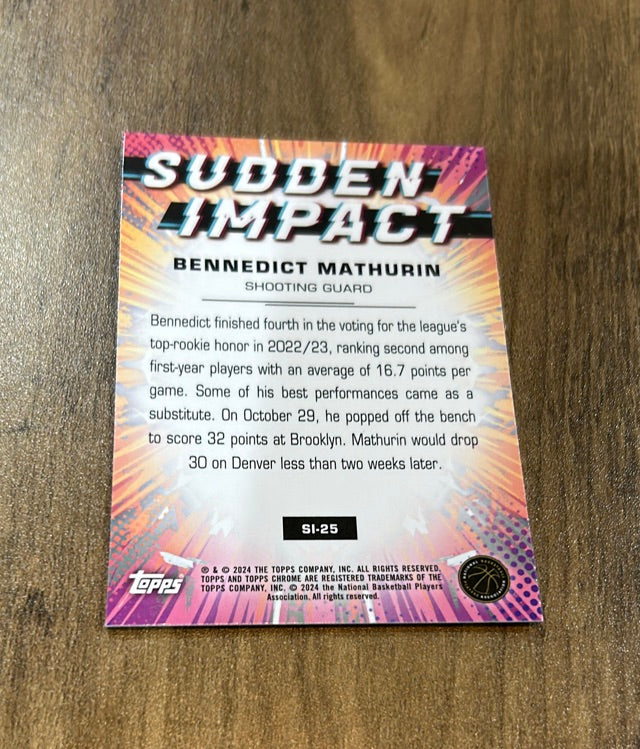 SUDDEN
IMPACT
BENNEDICT MATHURIN
SHOOTING GUARD
Bennedict finished fourth in the voting for the league's
top-rookie honor in 2022/23, ranking second among
first-year players with an average of 16.7 points per
game. Some of his best performances came as a
substitute. On October 29, he popped off the bench
to score 32 points at Brooklyn. Mathurin would drop
30 on Denver less than two weeks later.
SI-25
® & © 2024 THE TOPPS COMPANY, INC. ALL RIGHTS RESERVED.
TOPPS AND TOPPS CHROME ARE REGISTERED TRADEMARKS OF THE
TOPPS COMPANY, INC. © 2024 the National Basketball Players
Association. All rights reserved.
topps